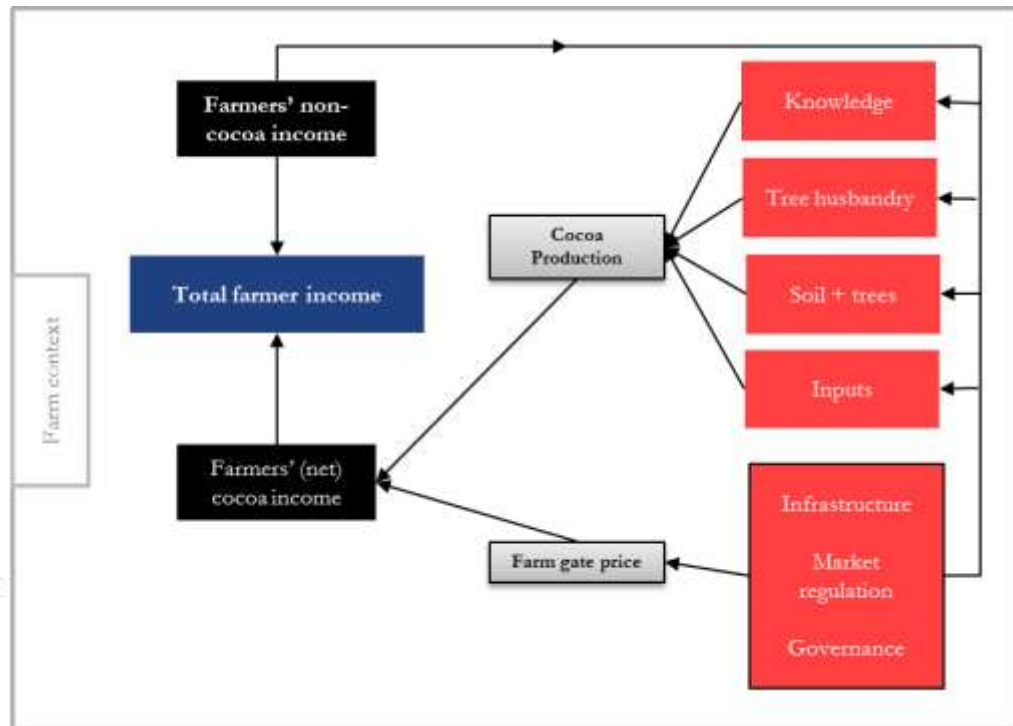 Farmers’ non-
cocoa income
Total farmer income
Farmers’ (net)
cocoa income
Farm context
Cocoa
Production
Farm gate price
Knowledge
Tree husbandry
Soil + trees
Inputs
Infrastructure
Market
regulation
Governance